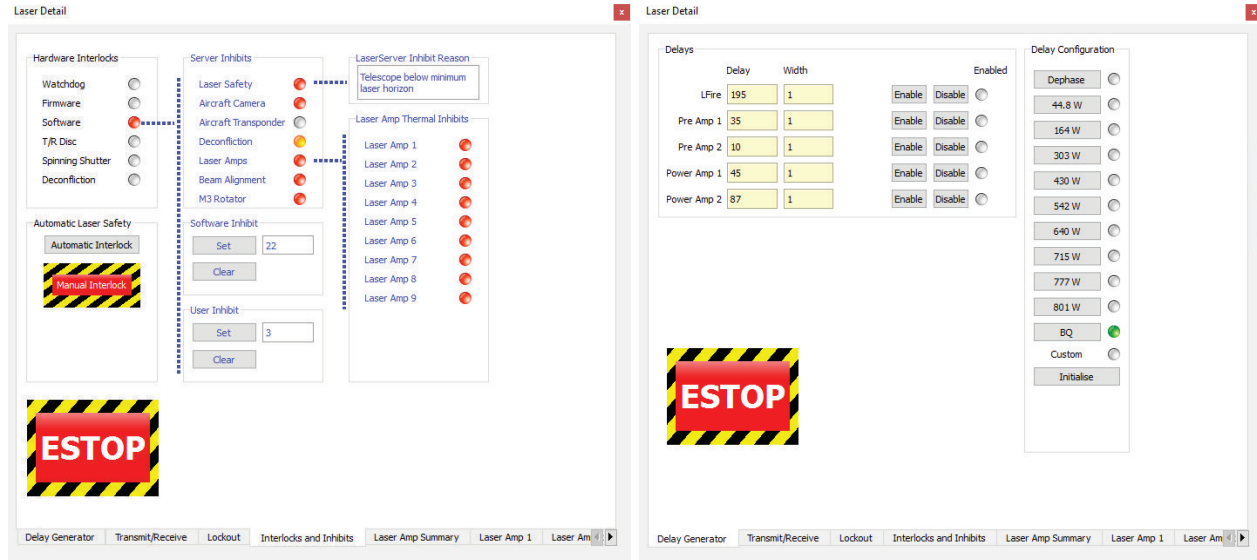 Laser Detail
x
Hardware Interlocks
Watchdog
Firmware
Software
T/R Disc
Spinning Shutter
Deconfliction
Server Inhibits
Laser Safety
Aircraft Camera
Aircraft Transponder
Deconfliction
Laser Amps
Beam Alignment
M3 Rotator
LaserServer Inhibit Reason
Telescope below minimum
laser horizon
Laser Amp Thermal Inhibits
Laser Amp 1
Laser Amp 2
Laser Amp 3
Laser Amp 4
Laser Amp 5
Laser Amp 6
Laser Amp 7
Laser Amp 8
Laser Amp 9
Automatic Laser Safety
Automatic Interlock
Manual Interlock
Software Inhibit
Set 22
Clear
User Inhibit
Set 3
Clear
ESTOP
Delay Generator Transmit/Receive Lockout Interlocks and Inhibits Laser Amp Summary Laser Amp 1 Laser Am
Laser Detail
x
Delays
Delay Width Enabled
LFire 195 1 Enable Disable
Pre Amp 1 35 1 Enable Disable
Pre Amp 2 10 1 Enable Disable
Power Amp 1 45 1 Enable Disable
Power Amp 2 87 1 Enable Disable
Delay Configuration
Dephase
44.8 W
164 W
303 W
430 W
542 W
640 W
715 W
777 W
801 W
BQ
Custom
Initialise
ESTOP
Delay Generator Transmit/Receive Lockout Interlocks and Inhibits Laser Amp Summary Laser Amp 1 Laser Am